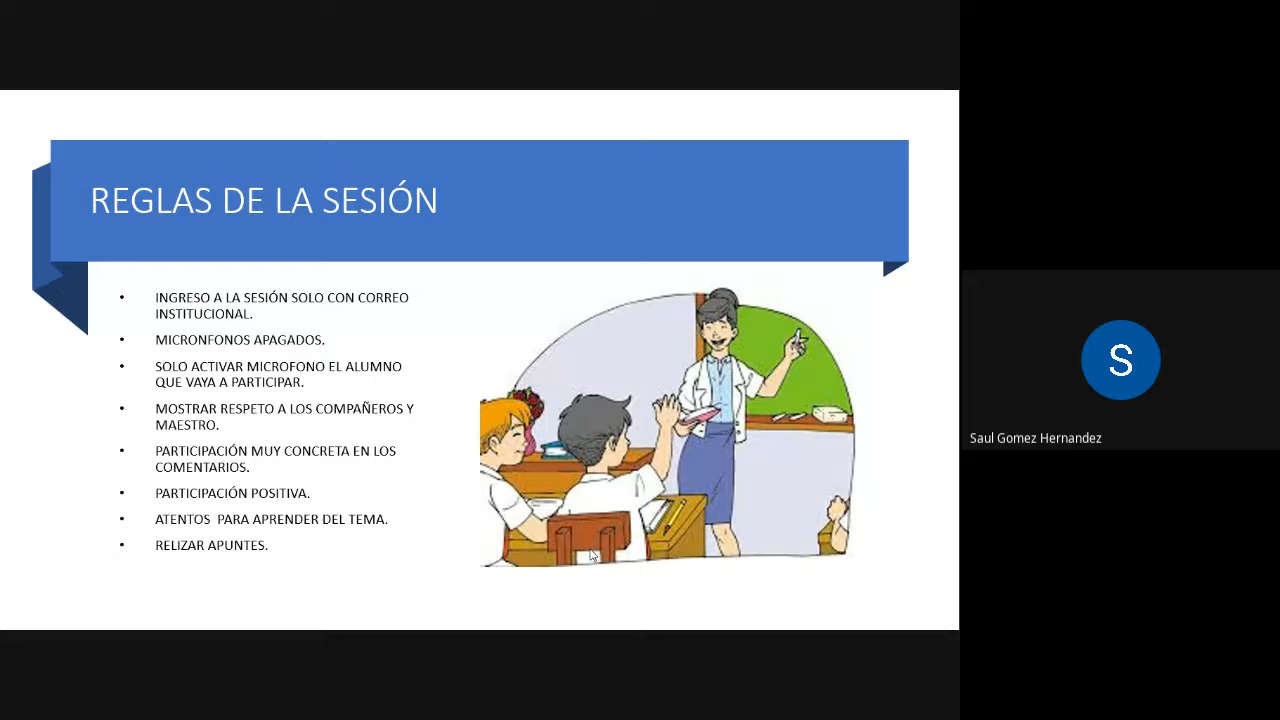 REGLAS DE LA SESIÓN
• INGRESO A LA SESIÓN SOLO CON CORREO
INSTITUCIONAL.
• MICRONFONOS APAGADOS.
• SOLO ACTIVAR MICROFONO EL ALUMNO
QUE VAYA A PARTICIPAR.
• MOSTRAR RESPETO A LOS COMPAÑEROS Y
MAESTRO.
• PARTICIPACIÓN MUY CONCRETA EN LOS
COMENTARIOS.
• PARTICIPACIÓN POSITIVA.
• ATENTOS  PARA APRENDER DEL TEMA.
• RELIZAR APUNTES.
S
Saul Gomez Hernandez